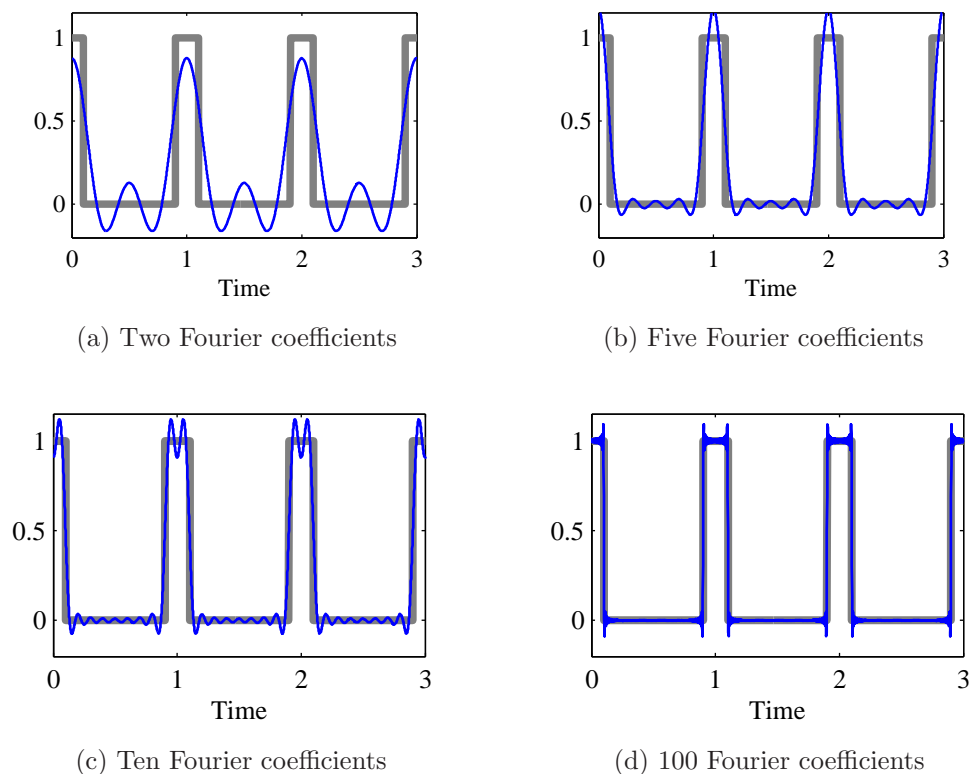 1
0.5
0
0 1 2 3
Time
(a) Two Fourier coefficients
1
0.5
0
0 1 2 3
Time
(b) Five Fourier coefficients
1
0.5
0
0 1 2 3
Time
(c) Ten Fourier coefficients
1
0.5
0
0 1 2 3
Time
(d) 100 Fourier coefficients